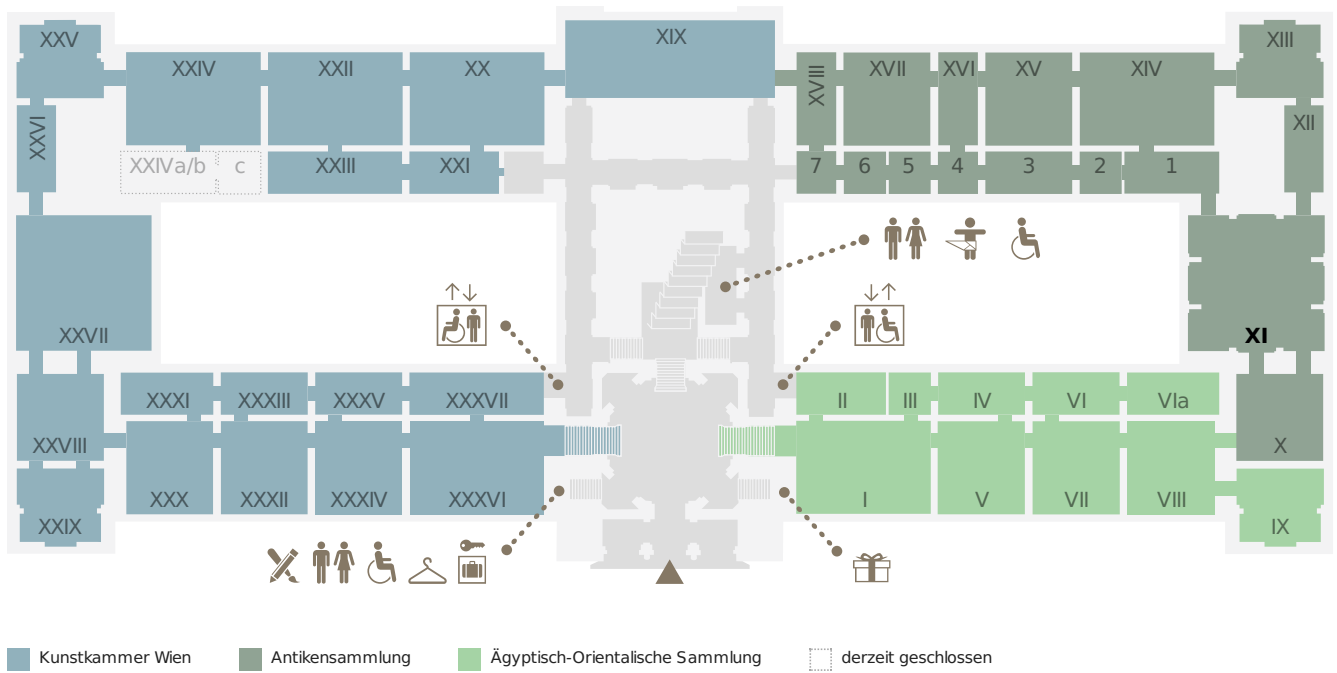 XXV
XXIV
XXII
XX
XIX
XVIII
XVII
XVI
XV
XIV
XIII
XXVI
XII
XXIVa/b
c
XXIII
XXI
7
6
5
4
3
2
1
XXVII
XI
XXXI
XXXIII
XXXV
XXXVII
II
III
IV
VI
VIa
XXVIII
X
XXX
XXXII
XXXIV
XXXVI
I
V
VII
VIII
XXIX
IX
Kunstkammer Wien
Antikensammlung
Ägyptisch-Orientalische Sammlung
derzeit geschlossen